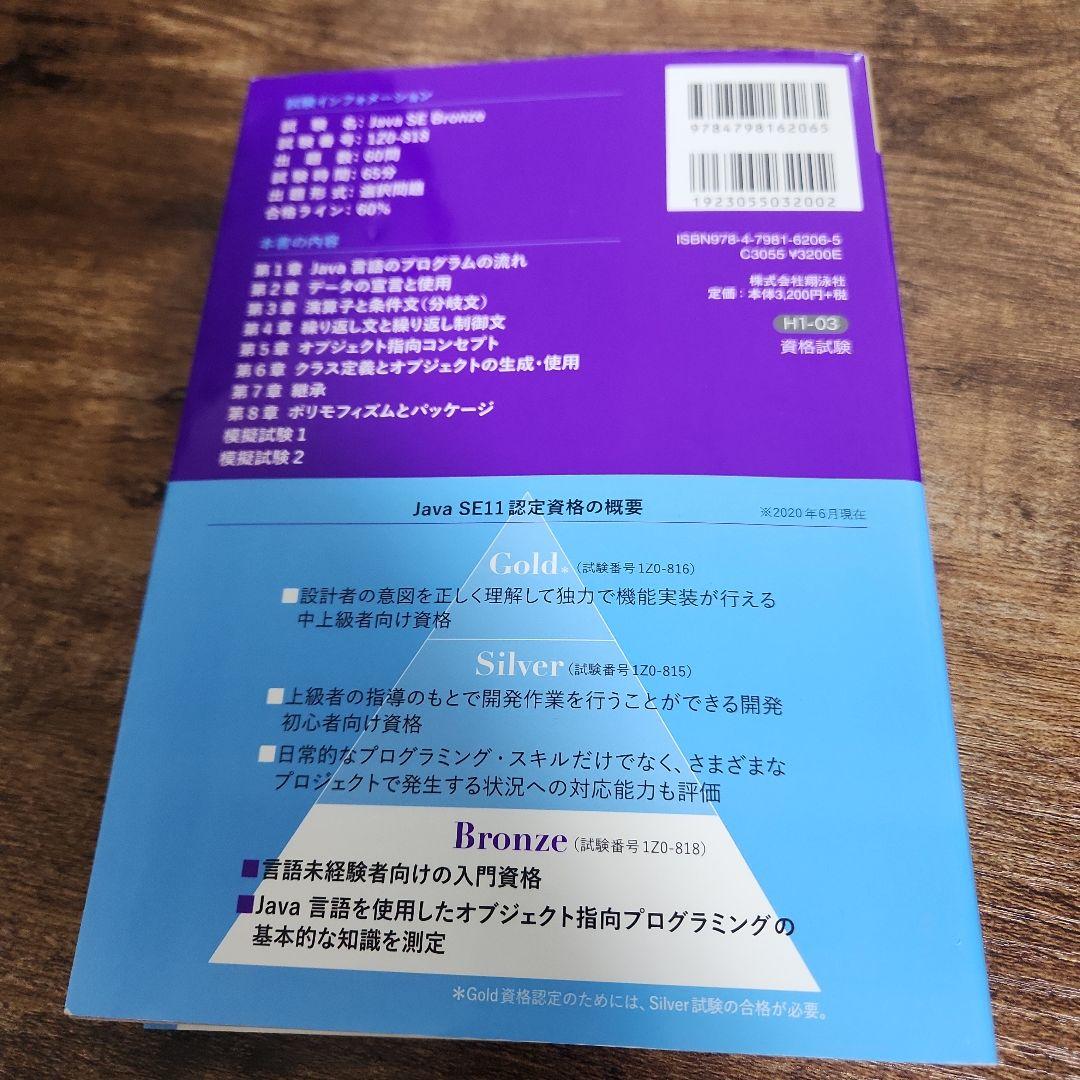 試験インフォメーション
試験名：Java SE Bronze
試験番号：1Z0-818
出題数：60問
試験時間：65分
出題形式：選択問題
合格ライン：60%
本書の内容
第1章 Java 言語のプログラムの流れ
第2章 データの宣言と使用
第3章 演算子と条件文（分岐文）
第4章 繰り返し文と繰り返し制御文
第5章 オブジェクト指向コンセプト
第6章 クラス定義とオブジェクトの生成・使用
第7章 継承
第8章 ポリモフィズムとパッケージ
模擬試験1
模擬試験2
9784798162065
1923055032002
ISBN978-4-7981-6206-5
C3055 ¥3200E
株式会社翔泳社
定価：本体3,200円+税
H1-03
資格試験
Java SE11 認定資格の概要
※2020年6月現在
Gold*（試験番号1Z0-816）
■設計者の意図を正しく理解して独力で機能実装が行える
中上級者向け資格
Silver（試験番号1Z0-815）
■上級者の指導のもとで開発作業を行うことができる開発
初心者向け資格
■日常的なプログラミング・スキルだけでなく、さまざまな
プロジェクトで発生する状況への対応能力も評価
Bronze（試験番号1Z0-818）
■言語未経験者向けの入門資格
■Java 言語を使用したオブジェクト指向プログラミングの
基本的な知識を測定
＊Gold資格認定のためには、Silver試験の合格が必要。